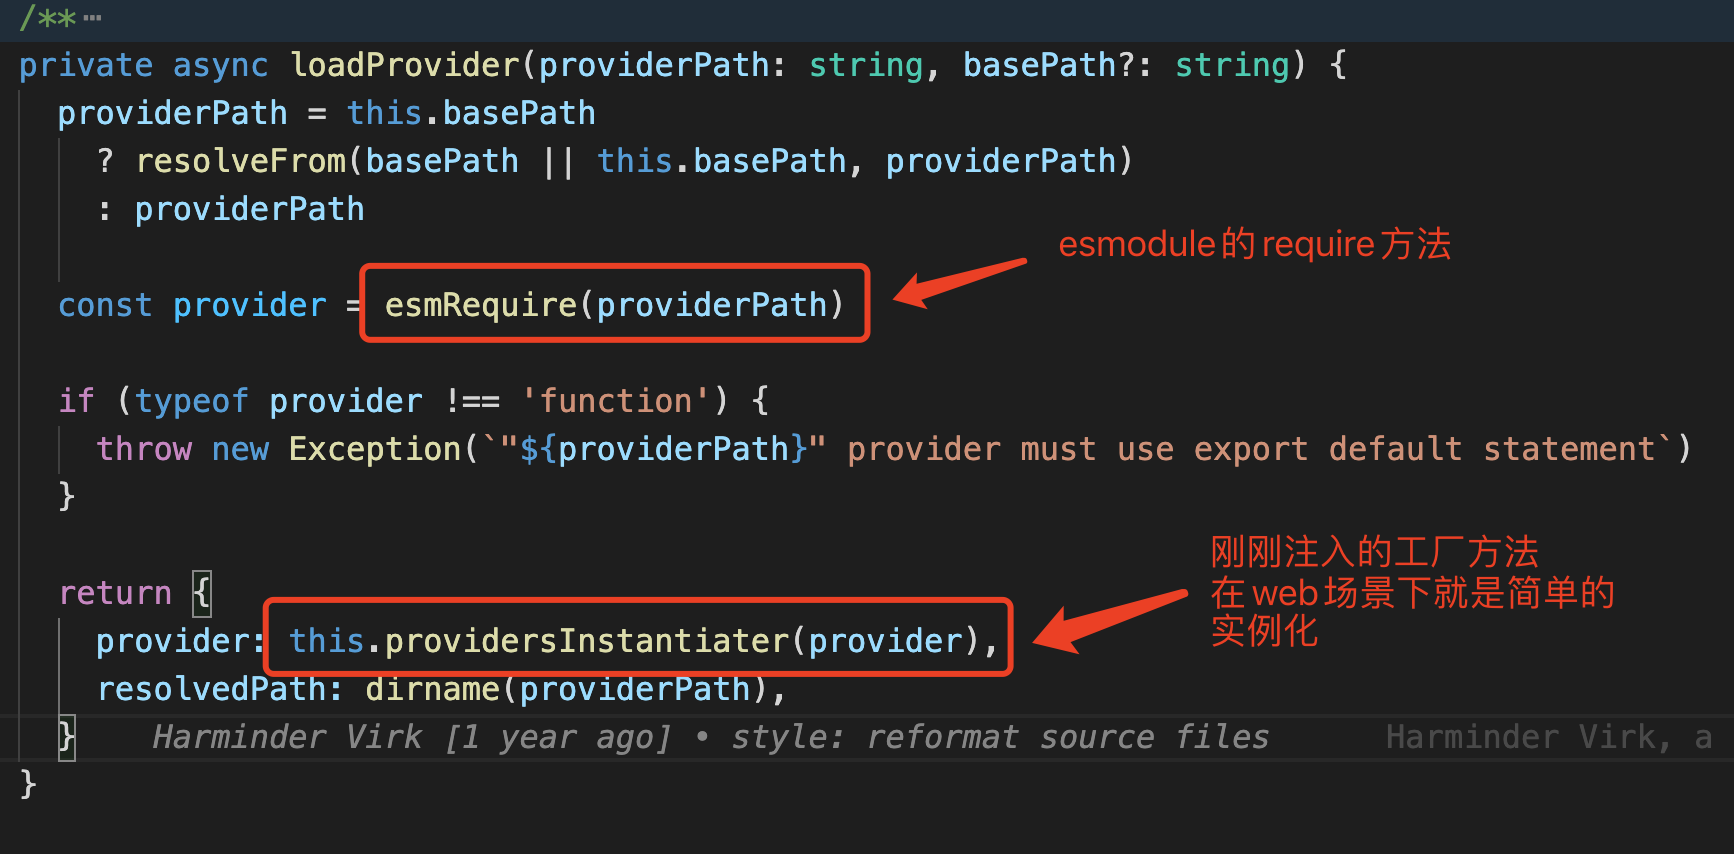 /**⋯
private async loadProvider(providerPath: string, basePath?: string) {
providerPath = this.basePath
? resolveFrom(basePath || this.basePath, providerPath)
: providerPath
esmodule的require方法
const provider = esmRequire(providerPath)
if (typeof provider !== 'function') {
throw new Exception(`"${providerPath}" provider must use export default statement`)
}
刚刚注入的工厂方法
在web场景下就是简单的
实例化
return {
provider: this.providersInstantiater(provider),
resolvedPath: dirname(providerPath),
} Harminder Virk [1 year ago] • style: reformat source files Harminder Virk, a
}